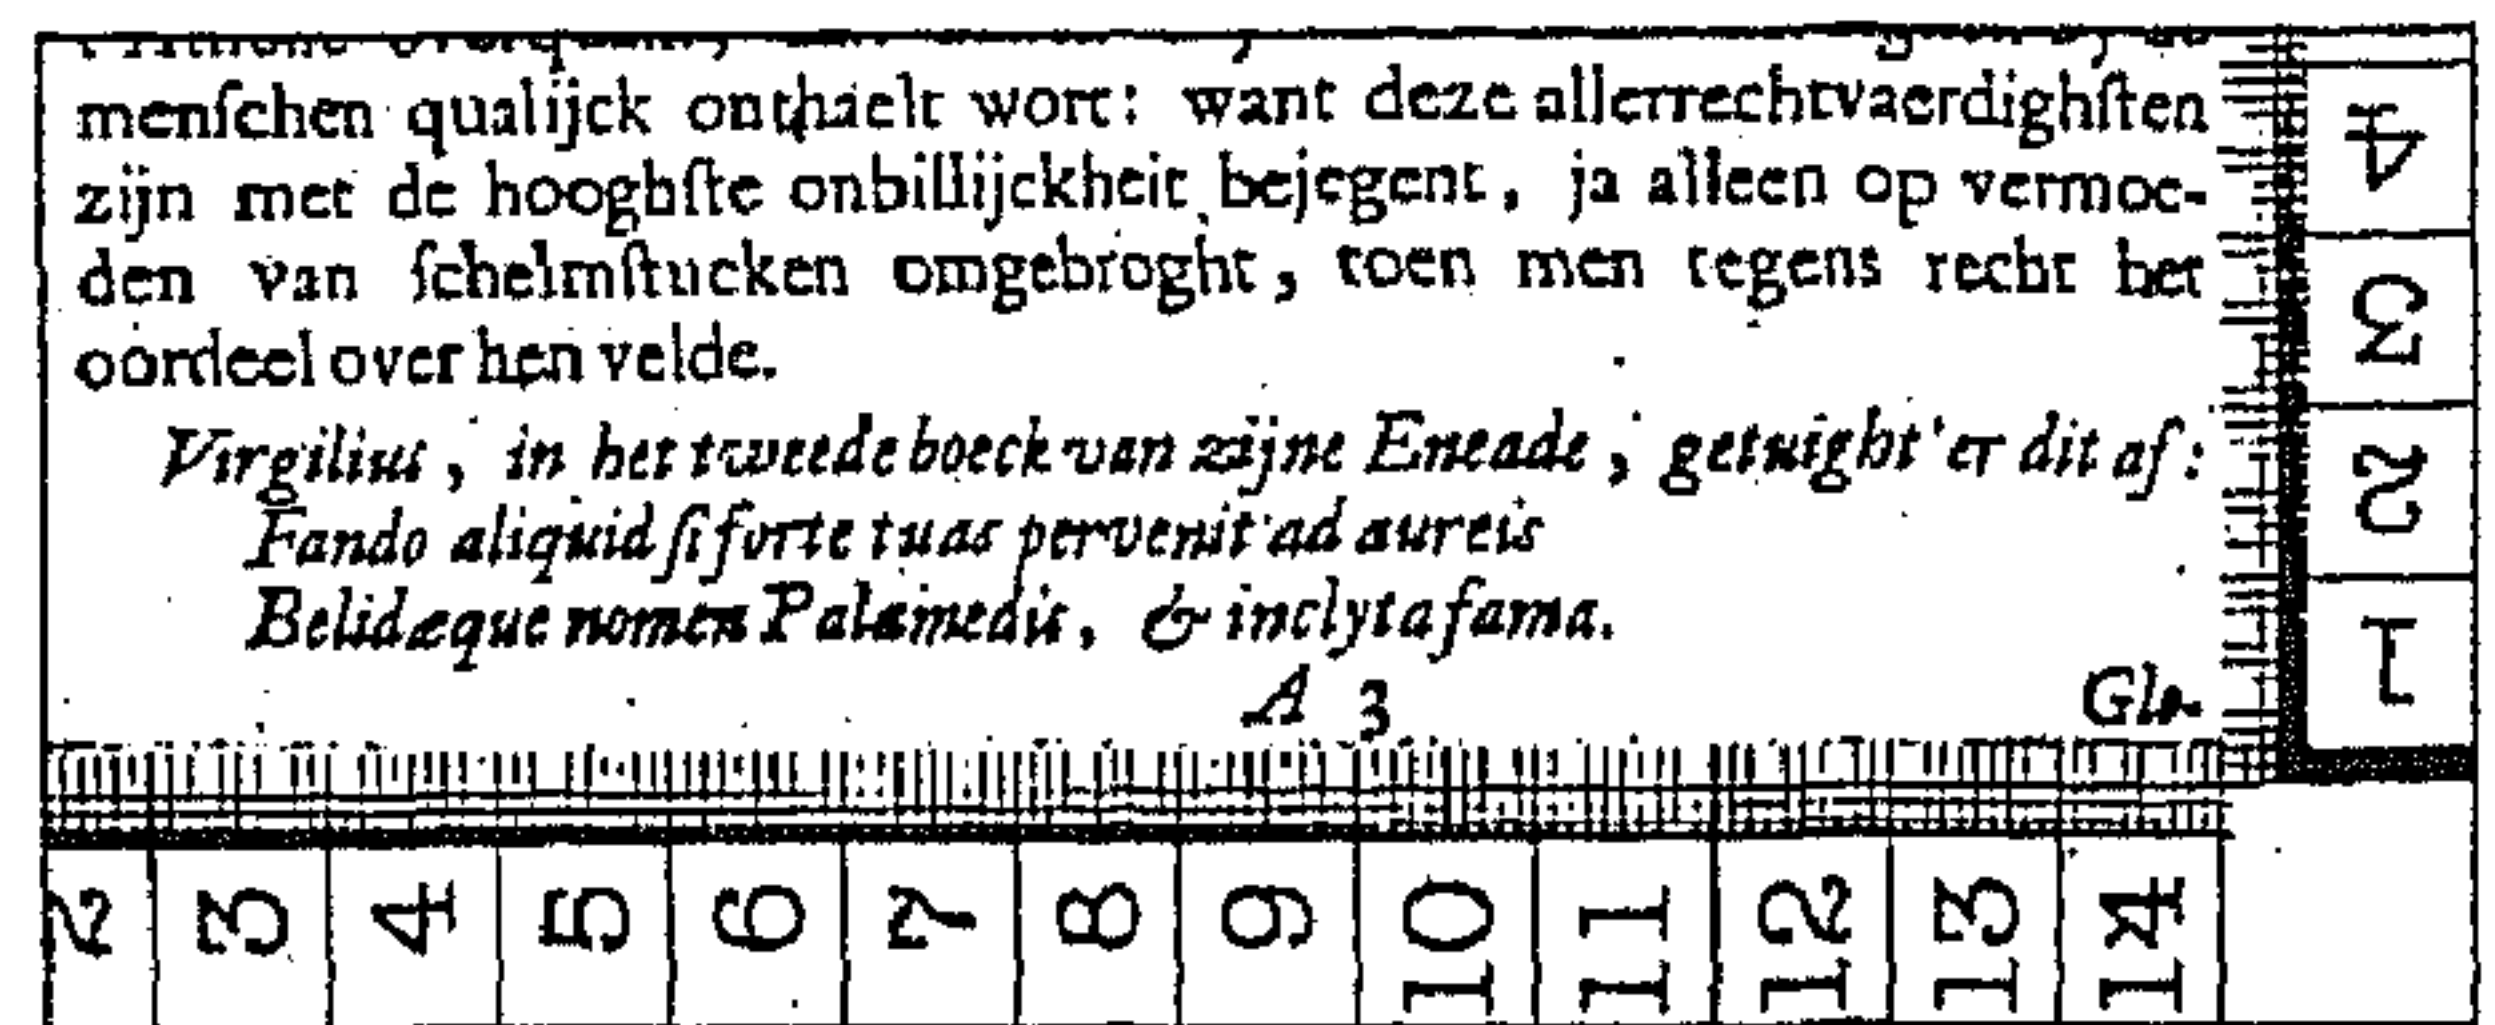 menſchen qualijck onthaelt wort: want deze allerrechtvaerdighſten
zijn met de hooghſte onbillijckheit bejegent, ja alleen op vermoe-
den van ſchelmſtucken omgebroght, toen men tegens recht het
oordeel over hen velde.
Virgilius, in het tweede boeck van zijne Eneade, getuight'er dit af:
Fando aliquid ſi forte tuas pervenit ad aureis
Belidæque nomen Palamedis, & inclyta fama.
A 3
Glo-
4
3
2
1
2 3 4 5 6 7 8 9 10 11 12 13 14